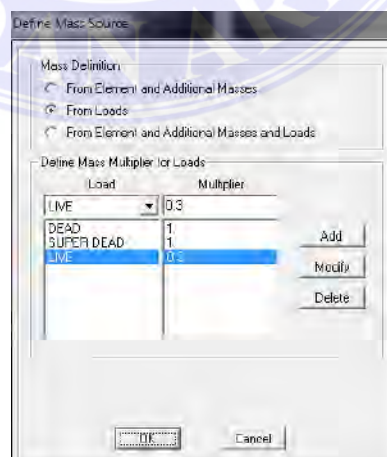 Define Mass Source
Mass Definition
From Element and Additional Masses
From Loads
From Element and Additional Masses and Loads
Define Mass Multiplier for Loads
Load Multiplier
LIVE 0.3
DEAD 1
SUPER DEAD 1
LIVE 0.3
Add
Modify
Delete
OK Cancel